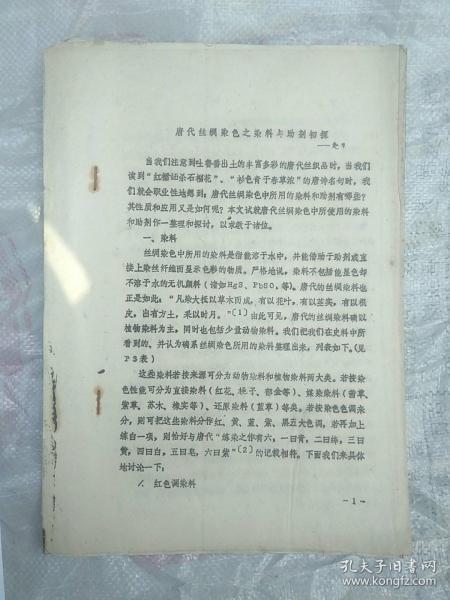 唐代丝绸染色之染料与助剂初探
当我们注意到吐鲁番出土的丰富多彩的唐代丝织品时，当我们
读到“红裙妒杀石榴花”、“衫色青于春草浓”的唐诗名句时，我
们就会职业性地想到：唐代丝绸染色中所用的染料和助剂有哪些？
其性质和应用又是如何呢？本文试就唐代丝绸染色中所使用的染料
和助剂作一整理和探讨，以求教于诸位。
一、染料
丝绸染色中所用的染料是指能溶于水中，并能借助于助剂或直
接上染丝纤维而显示色彩的物质。严格地说，染料不包括能显色却
不溶于水的无机颜料（诸如HgS、PbSO₄等）。唐代的丝绸染料也
正是如此：“凡染大抵以草木而成，有以花叶，有以茎实，有以根
皮，出有方土，采以时月。”〔1〕由此可见，唐代的丝绸染料确以
植物染料为主，同时也包括少量动物染料。我们把我们在史料中所
看到的、并认为确系丝绸染色所用的染料整理出来，列表如下。（见
P3表）
这些染料若按来源可分为动物染料和植物染料两大类。若按染
色性能可分为直接染料（红花、栀子、郁金等）、媒染染料（茜草、
紫草、苏木、橡实等）、还原染料（蓝草）等类。若按染色色调来
分，则可把这些染料分作红、黄、蓝、紫、黑五大色调，若再加上
练白一项，则恰好与唐代“练染之作有六，一曰青，二曰绛，三曰
黄，四曰白，五曰皂，六曰紫”〔2〕的记载相符。下面我们来具体
地讨论一下：
1. 红色调染料
－1－
孔夫子旧书网
www.kongfz.com